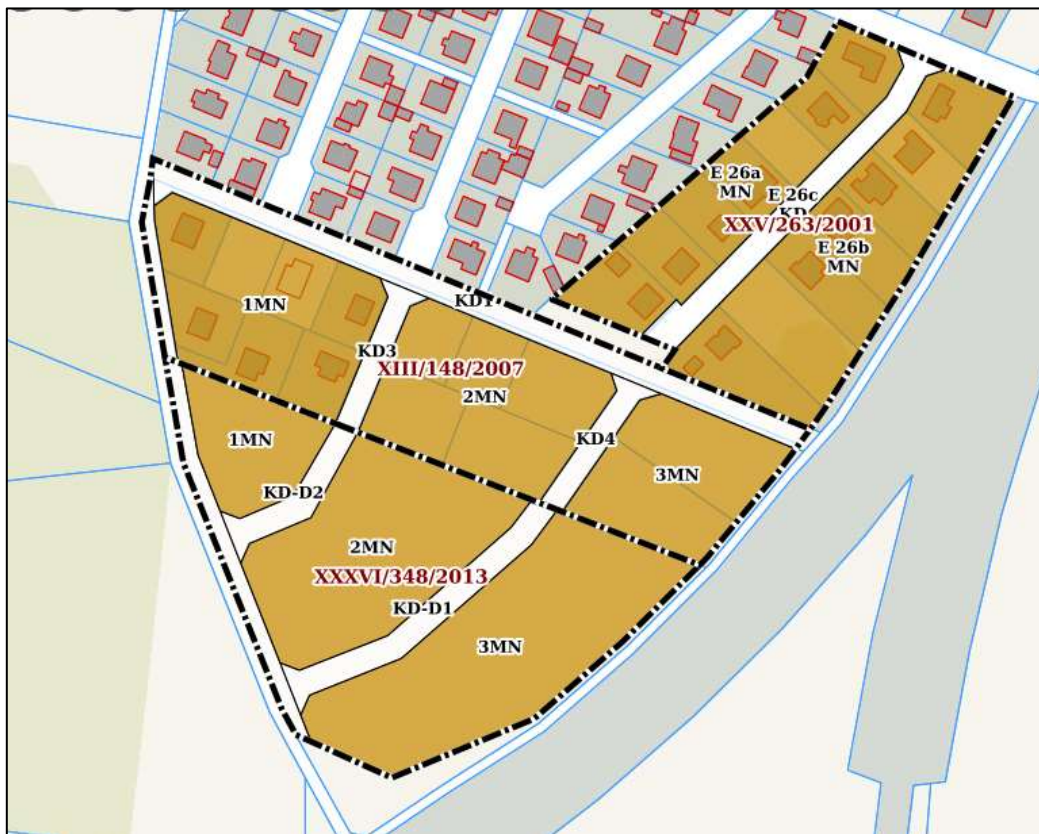 E 26a
MN
E 26c
KD
XXV/263/2001
E 26b
MN
KD1
1MN
KD3
XIII/148/2007
2MN
KD4
1MN
3MN
KD-D2
2MN
XXXVI/348/2013
KD-D1
3MN